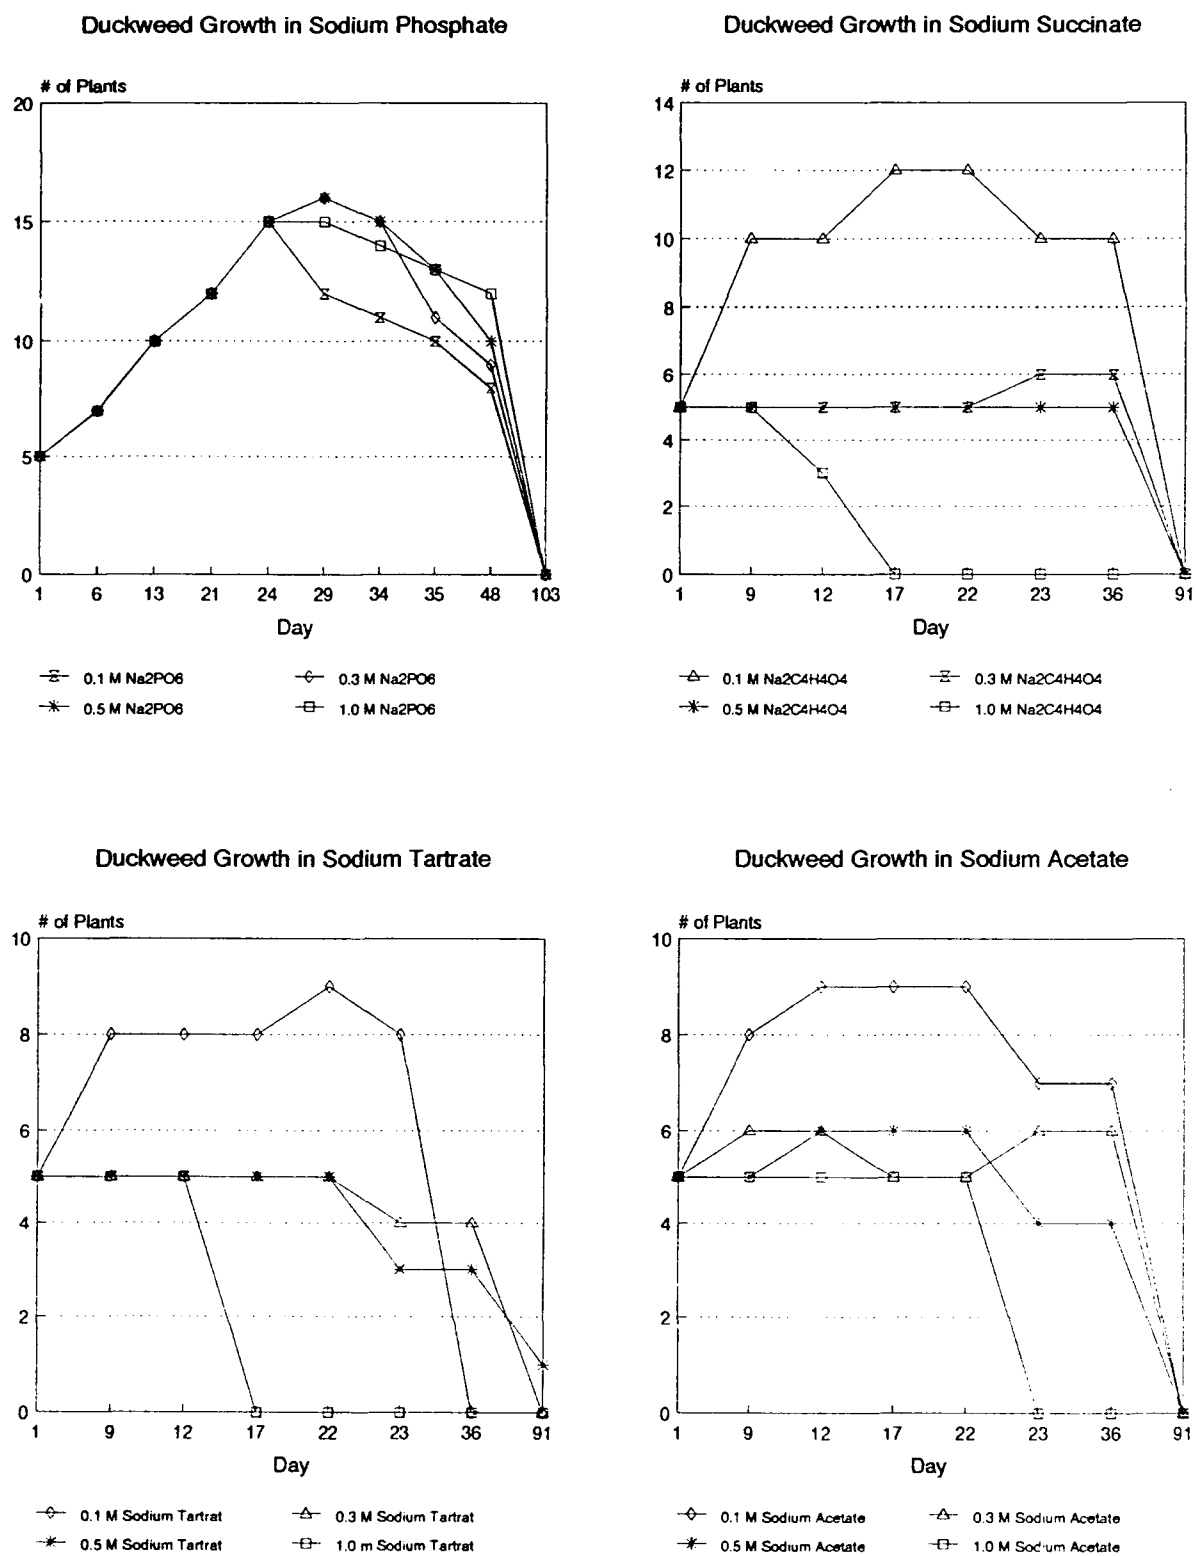 Duckweed Growth in Sodium Phosphate
# of Plants
20
15
10
5
0
1 6 13 21 24 29 34 35 48 103
Day
0.1 M Na2PO6
0.3 M Na2PO6
0.5 M Na2PO6
1.0 M Na2PO6
Duckweed Growth in Sodium Succinate
# of Plants
14
12
10
8
6
4
2
0
1 9 12 17 22 23 36 91
Day
0.1 M Na2C4H4O4
0.3 M Na2C4H4O4
0.5 M Na2C4H4O4
1.0 M Na2C4H4O4
Duckweed Growth in Sodium Tartrate
# of Plants
10
8
6
4
2
0
1 9 12 17 22 23 36 91
Day
0.1 M Sodium Tartrat
0.3 M Sodium Tartrat
0.5 M Sodium Tartrat
1.0 m Sodium Tartrat
Duckweed Growth in Sodium Acetate
# of Plants
10
8
6
4
2
0
1 9 12 17 22 23 36 91
Day
0.1 M Sodium Acetate
0.3 M Sodium Acetate
0.5 M Sodium Acetate
1.0 M Sodium Acetate